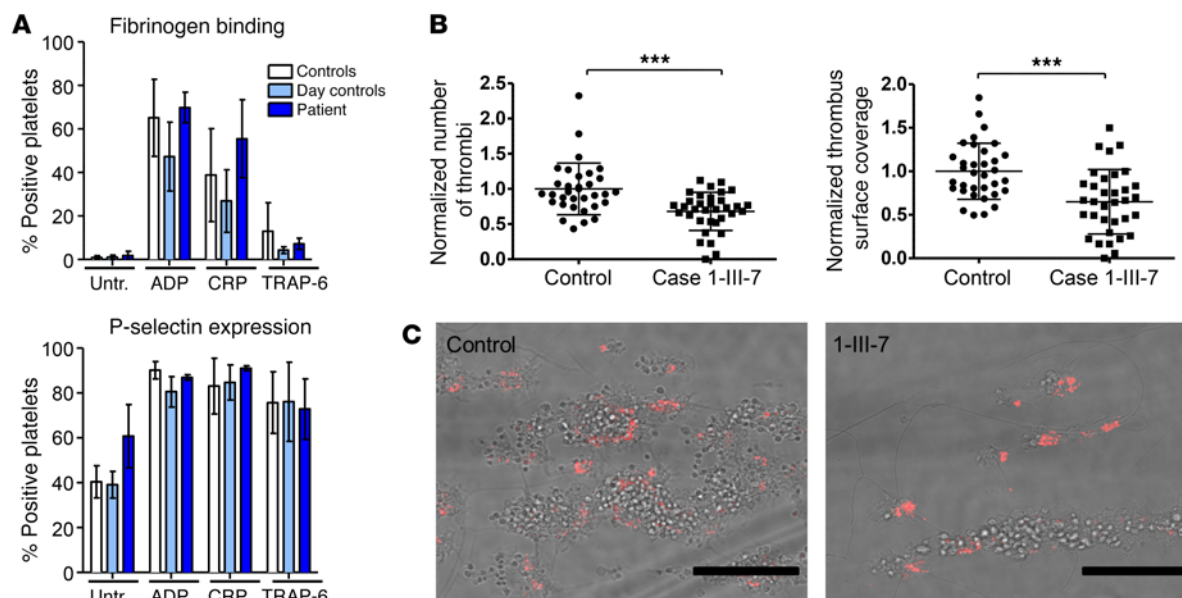 A
Fibrinogen binding
% Positive platelets
100
80
60
40
20
0
Controls
Day controls
Patient
Untr.
ADP
CRP
TRAP-6
P-selectin expression
% Positive platelets
100
80
60
40
20
0
Untr.
ADP
CRP
TRAP-6
B
Normalized number
of thrombi
2.5
2.0
1.5
1.0
0.5
0.0
***
Control
Case 1-III-7
Normalized thrombus
surface coverage
2.0
1.5
1.0
0.5
0.0
***
Control
Case 1-III-7
C
Control
1-III-7